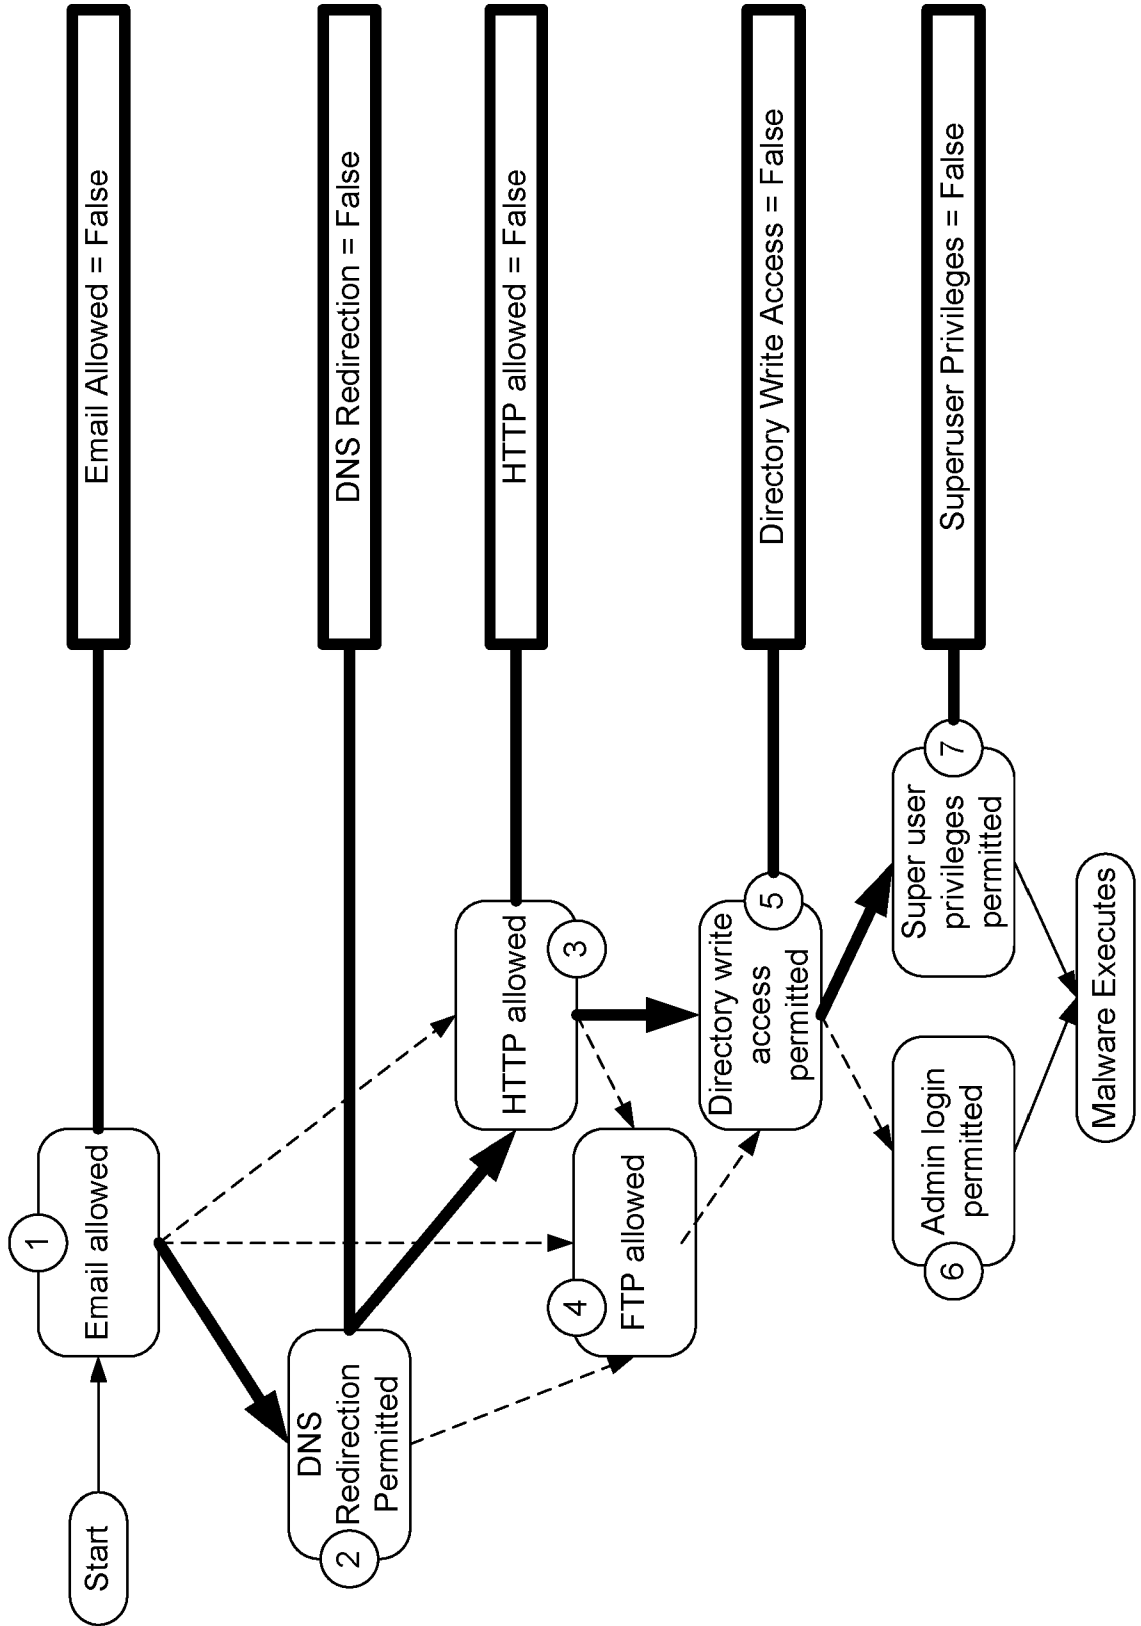 Start
1
Email allowed
Email Allowed = False
2
DNS
Redirection
Permitted
DNS Redirection = False
HTTP allowed
3
HTTP allowed = False
4
FTP allowed
Directory write
access
permitted
5
Directory Write Access = False
6
Admin login
permitted
Super user
privileges
permitted
7
Superuser Privileges = False
Malware Executes